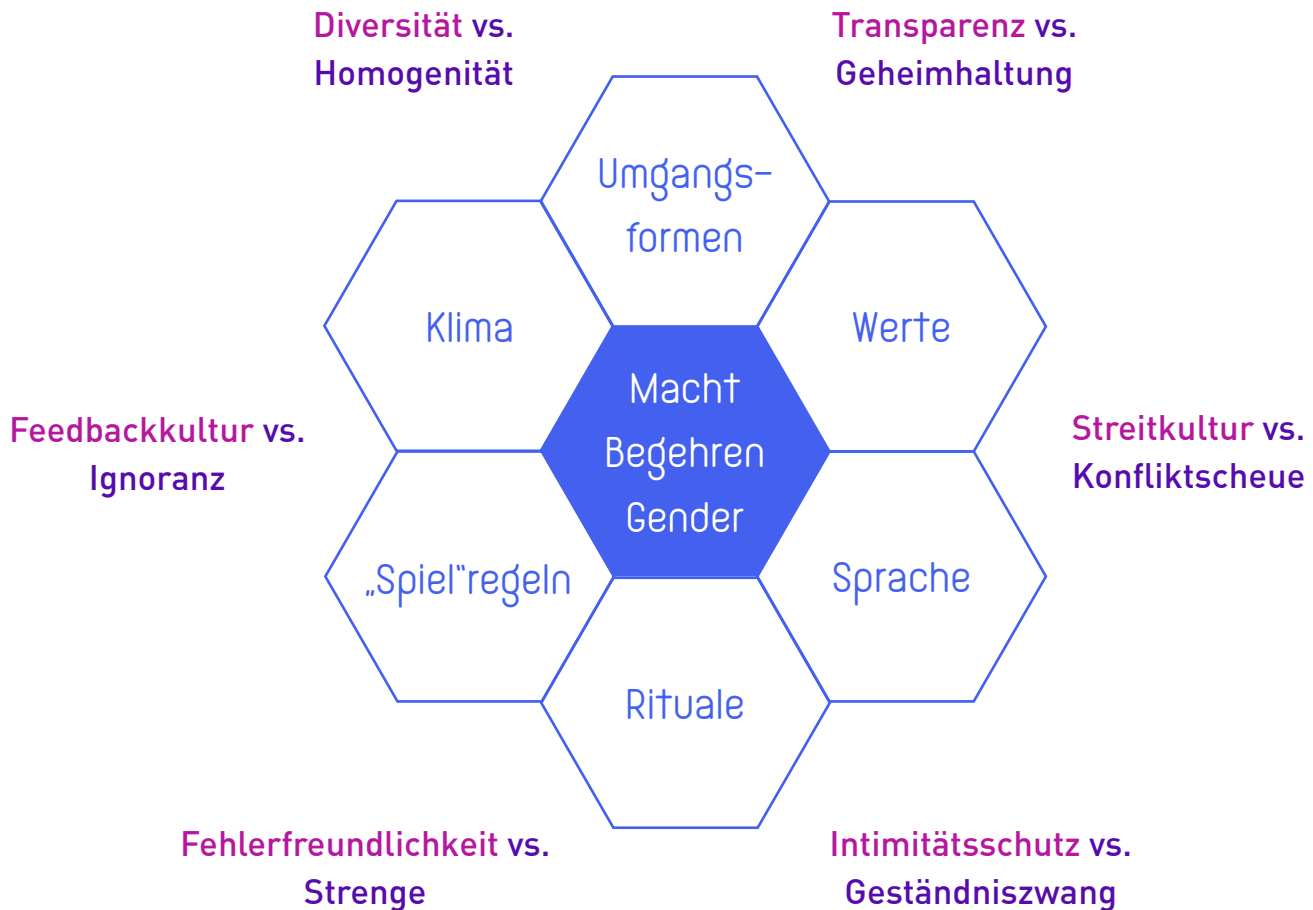 Diversität vs.
Homogenität
Transparenz vs.
Geheimhaltung
Umgangs-
formen
Klima
Werte
Macht
Begehren
Gender
Feedbackkultur vs.
Ignoranz
Streitkultur vs.
Konfliktscheue
„Spiel“regeln
Sprache
Rituale
Fehlerfreundlichkeit vs.
Strenge
Intimitätsschutz vs.
Geständniszwang